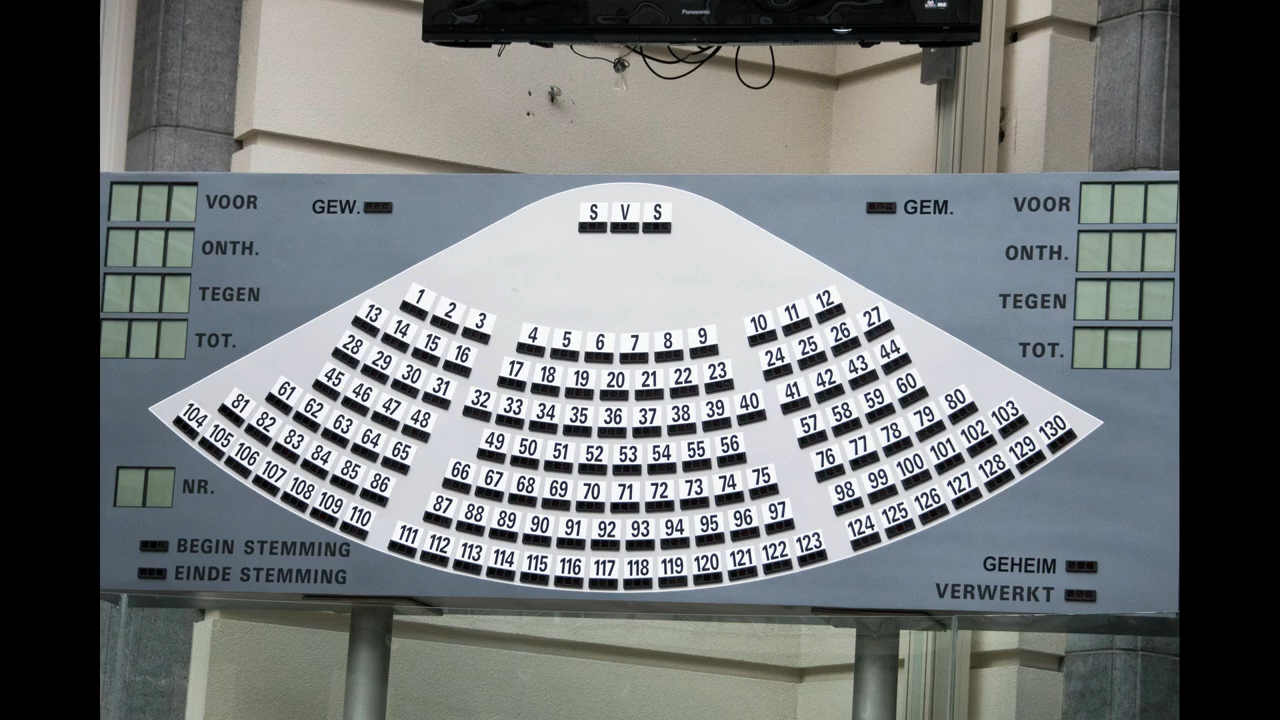 Panasonic
VOOR GEW. S V S GEM. VOOR
ONTH. ONTH.
TEGEN TEGEN
TOT. TOT.
1 2 3 4 5 6 7 8 9 10 11 12
13 14 15 16 17 18 19 20 21 22 23 24 25 26 27
28 29 30 31 32 33 34 35 36 37 38 39 40 41 42 43 44
45 46 47 48 49 50 51 52 53 54 55 56 57 58 59 60
61 62 63 64 65 66 67 68 69 70 71 72 73 74 75 76 77 78 79 80
81 82 83 84 85 86 87 88 89 90 91 92 93 94 95 96 97 98 99 100 101 102 103
104 105 106 107 108 109 110 111 112 113 114 115 116 117 118 119 120 121 122 123 124 125 126 127 128 129 130
NR.
BEGIN STEMMING
EINDE STEMMING
GEHEIM
VERWERKT